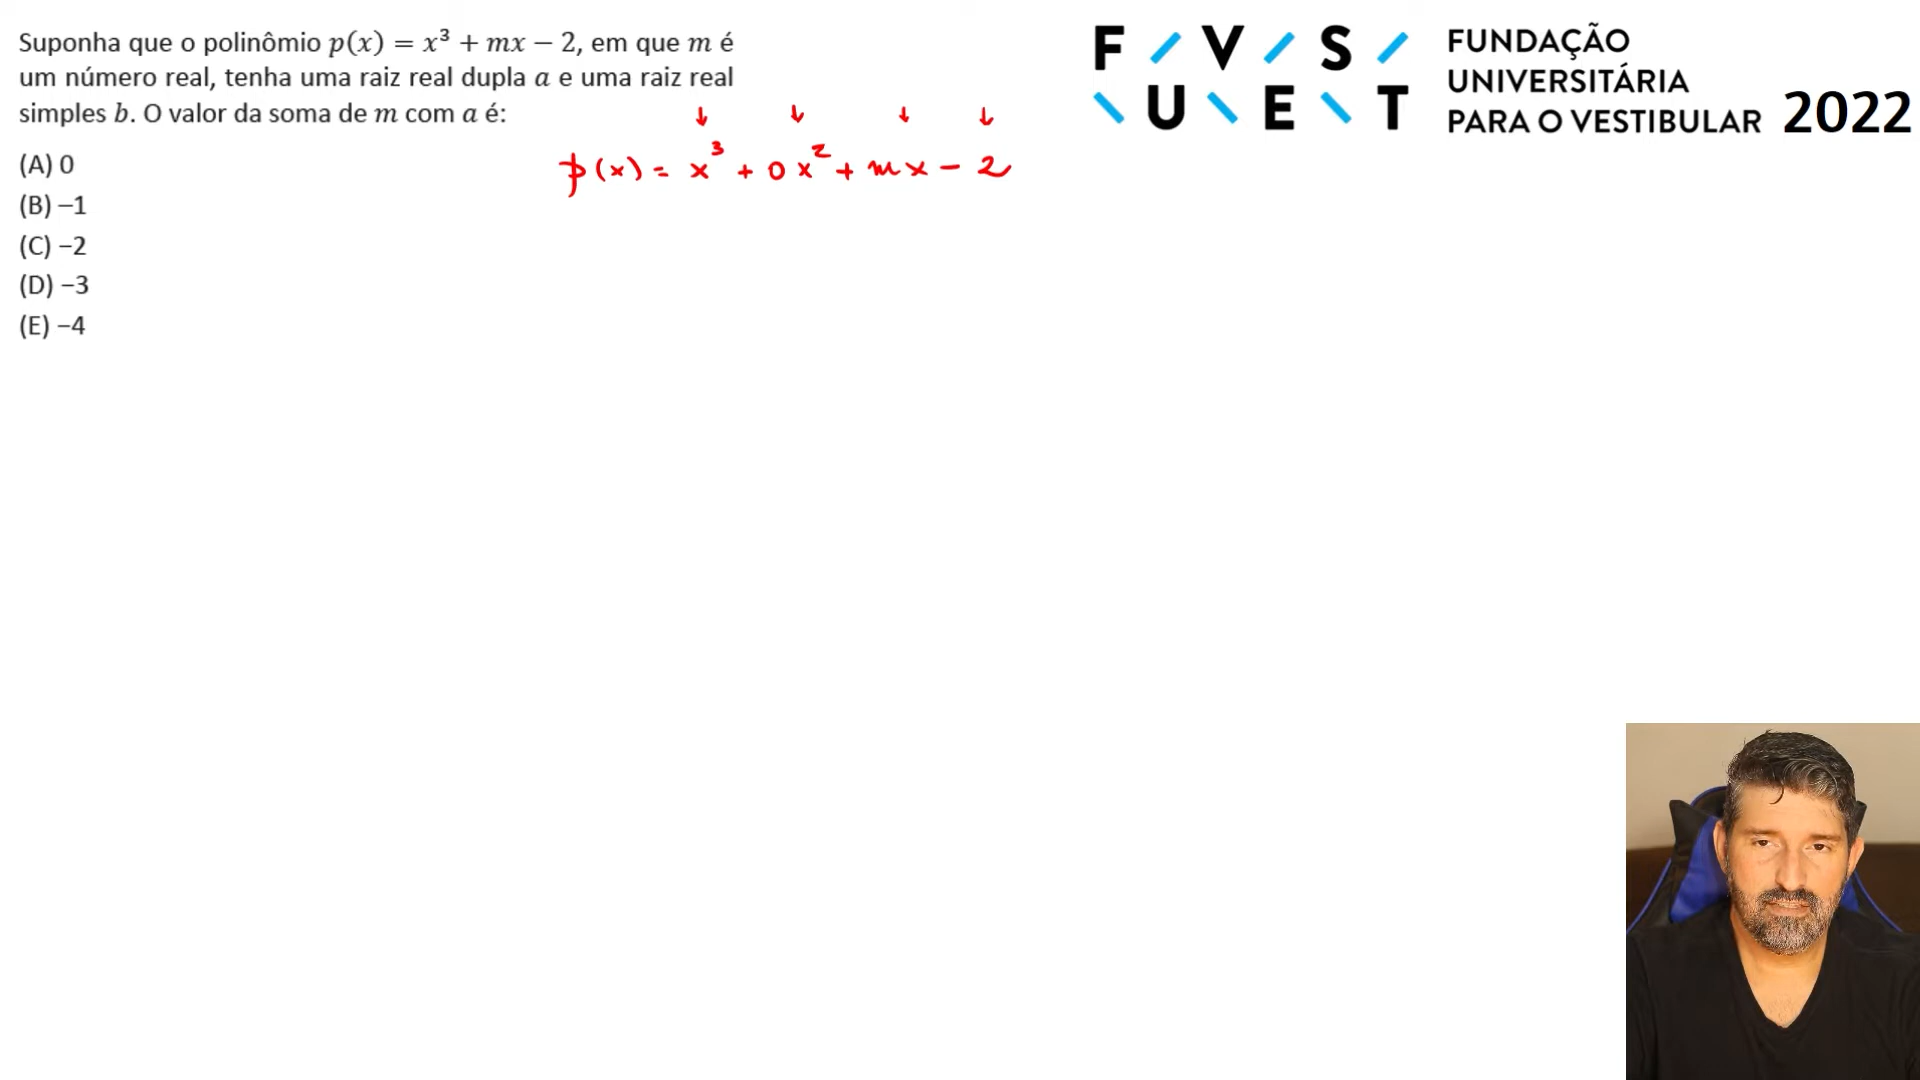 Suponha que o polinômio p(x) = x³ + mx − 2, em que m é
um número real, tenha uma raiz real dupla a e uma raiz real
simples b. O valor da soma de m com a é:
(A) 0
(B) −1
(C) −2
(D) −3
(E) −4
p(x) = x³ + 0x² + mx − 2
FUVEST
FUNDAÇÃO
UNIVERSITÁRIA
PARA O VESTIBULAR 2022